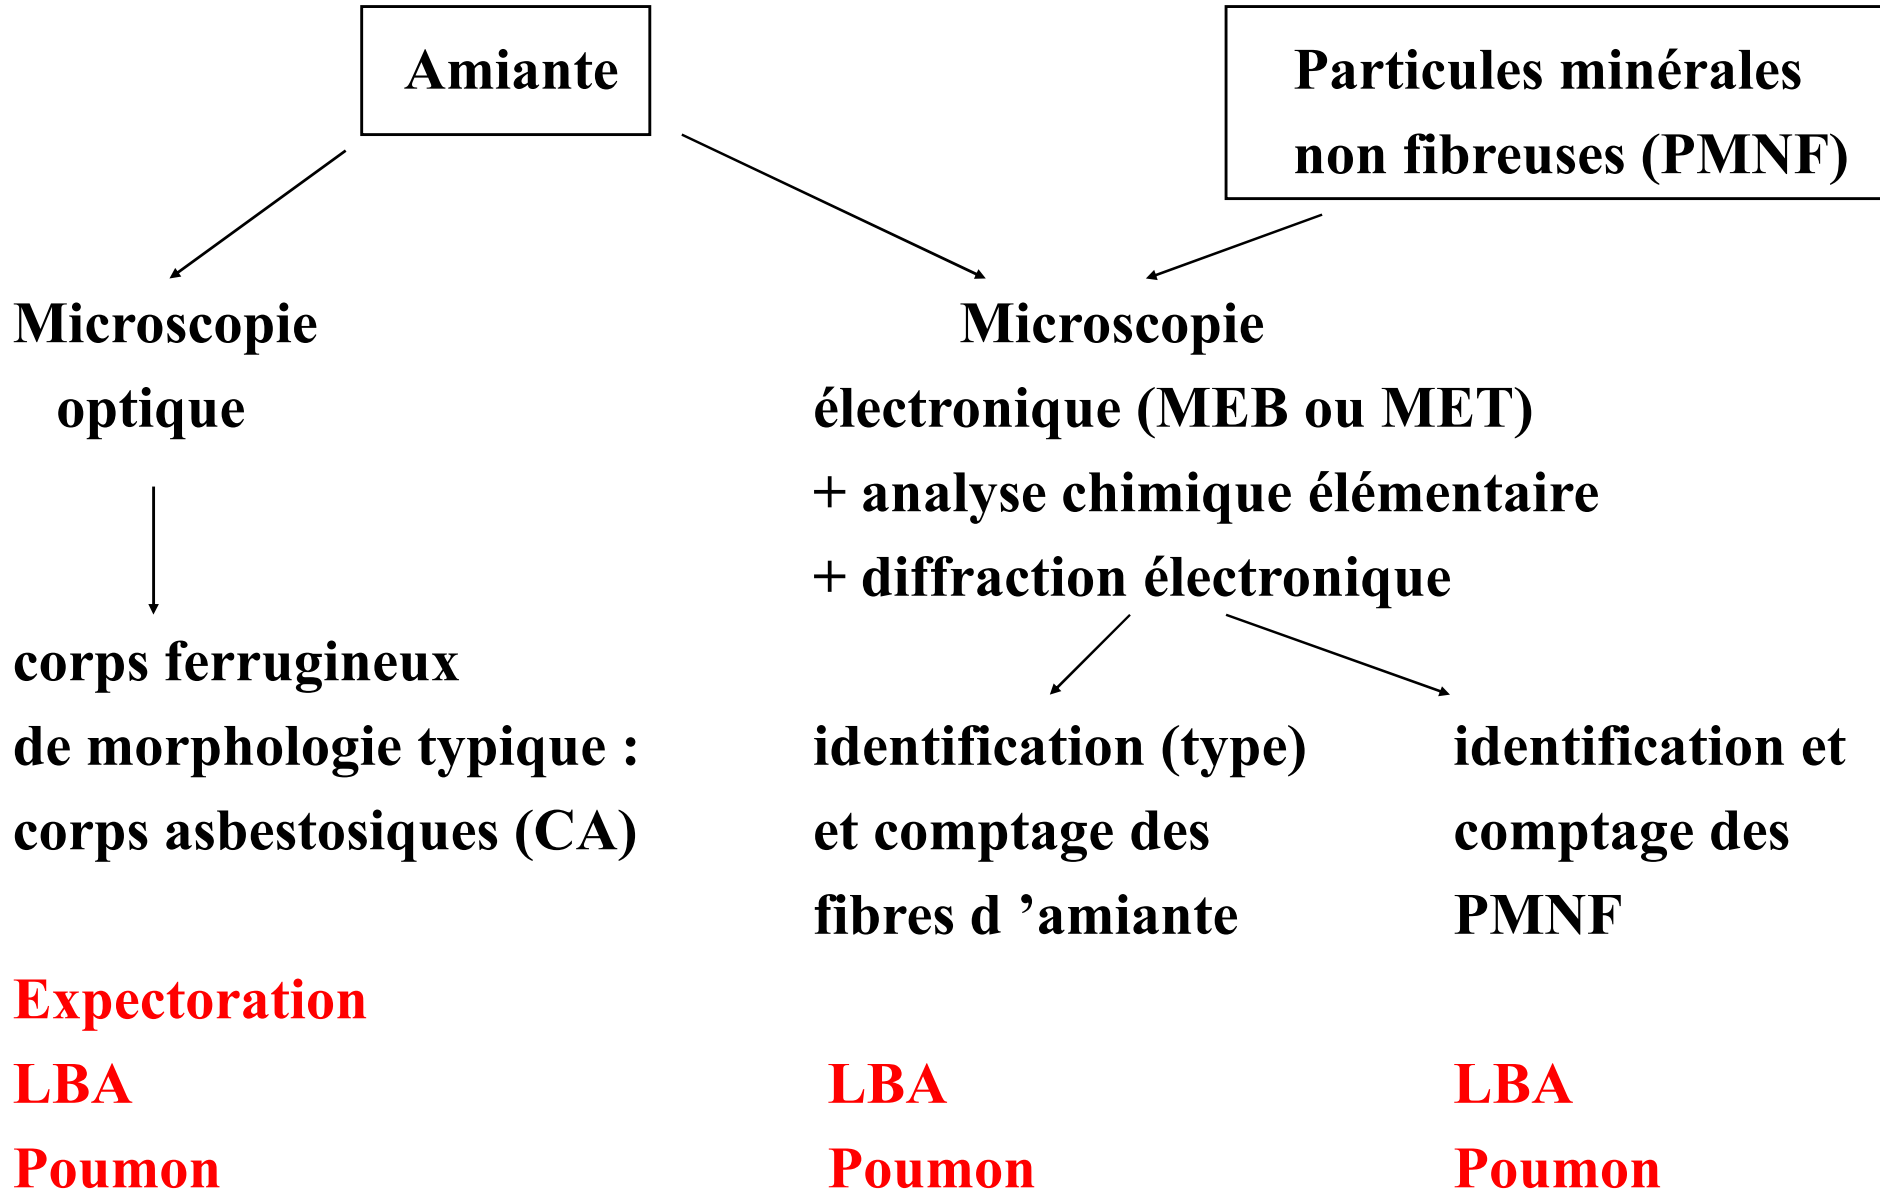 Amiante
Particules minérales
non fibreuses (PMNF)
Microscopie
optique
Microscopie
électronique (MEB ou MET)
+ analyse chimique élémentaire
+ diffraction électronique
corps ferrugineux
de morphologie typique :
corps asbestosiques (CA)
identification (type)
et comptage des
fibres d ’amiante
identification et
comptage des
PMNF
Expectoration
LBA
Poumon
LBA
Poumon
LBA
Poumon